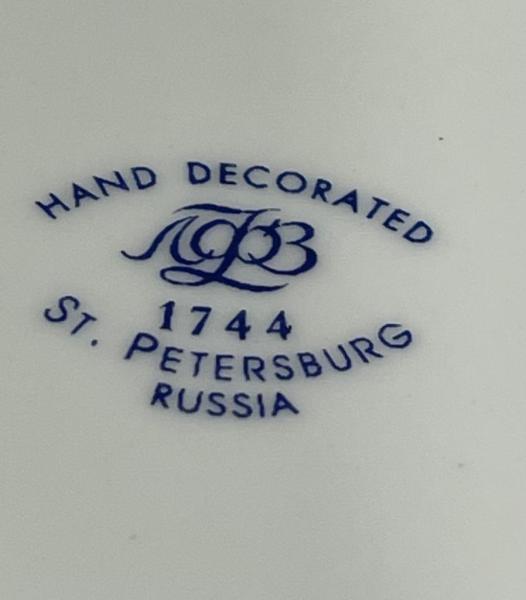 HAND DECORATED
ЛФЗ
1744
ST. PETERSBURG
RUSSIA